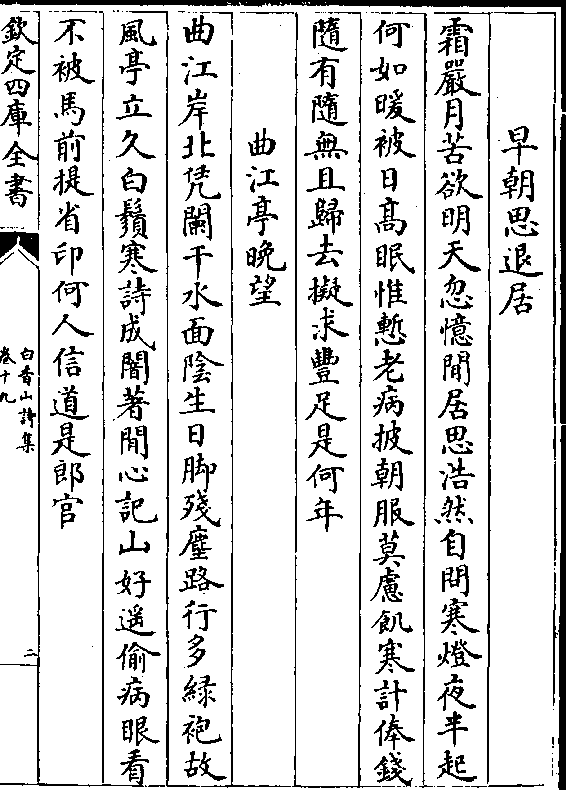 早朝思退居
霜嚴月苦欲明天忽憶閒居思浩然自問寒燈夜半起
何如暖被日髙眠惟慙老病披朝服莫慮飢寒計俸錢
隨有隨無且歸去擬求豐足是何年
曲江亭晩望
曲江岸北凭闌干水面陰生日脚殘塵路行多緑袍故
風亭立久白鬚寒詩成闇著閒心記山好遥偷病眼看
不被馬前提省印何人信道是郎官
欽定四庫全書
白香山詩集
卷十九
三